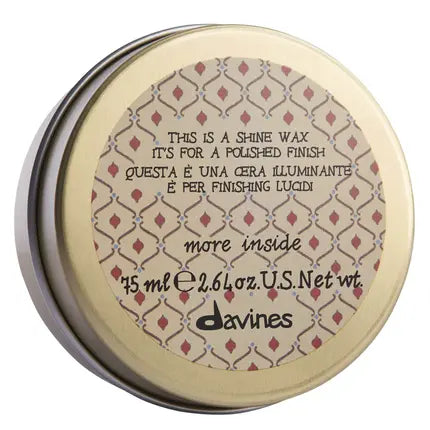 THIS IS A SHINE WAX
IT'S FOR A POLISHED FINISH
QUESTA È UNA CERA ILLUMINANTE
È PER FINISHING LUCIDI
more inside
75 ml ℮ 2.64 oz. U.S. Net wt.
davines